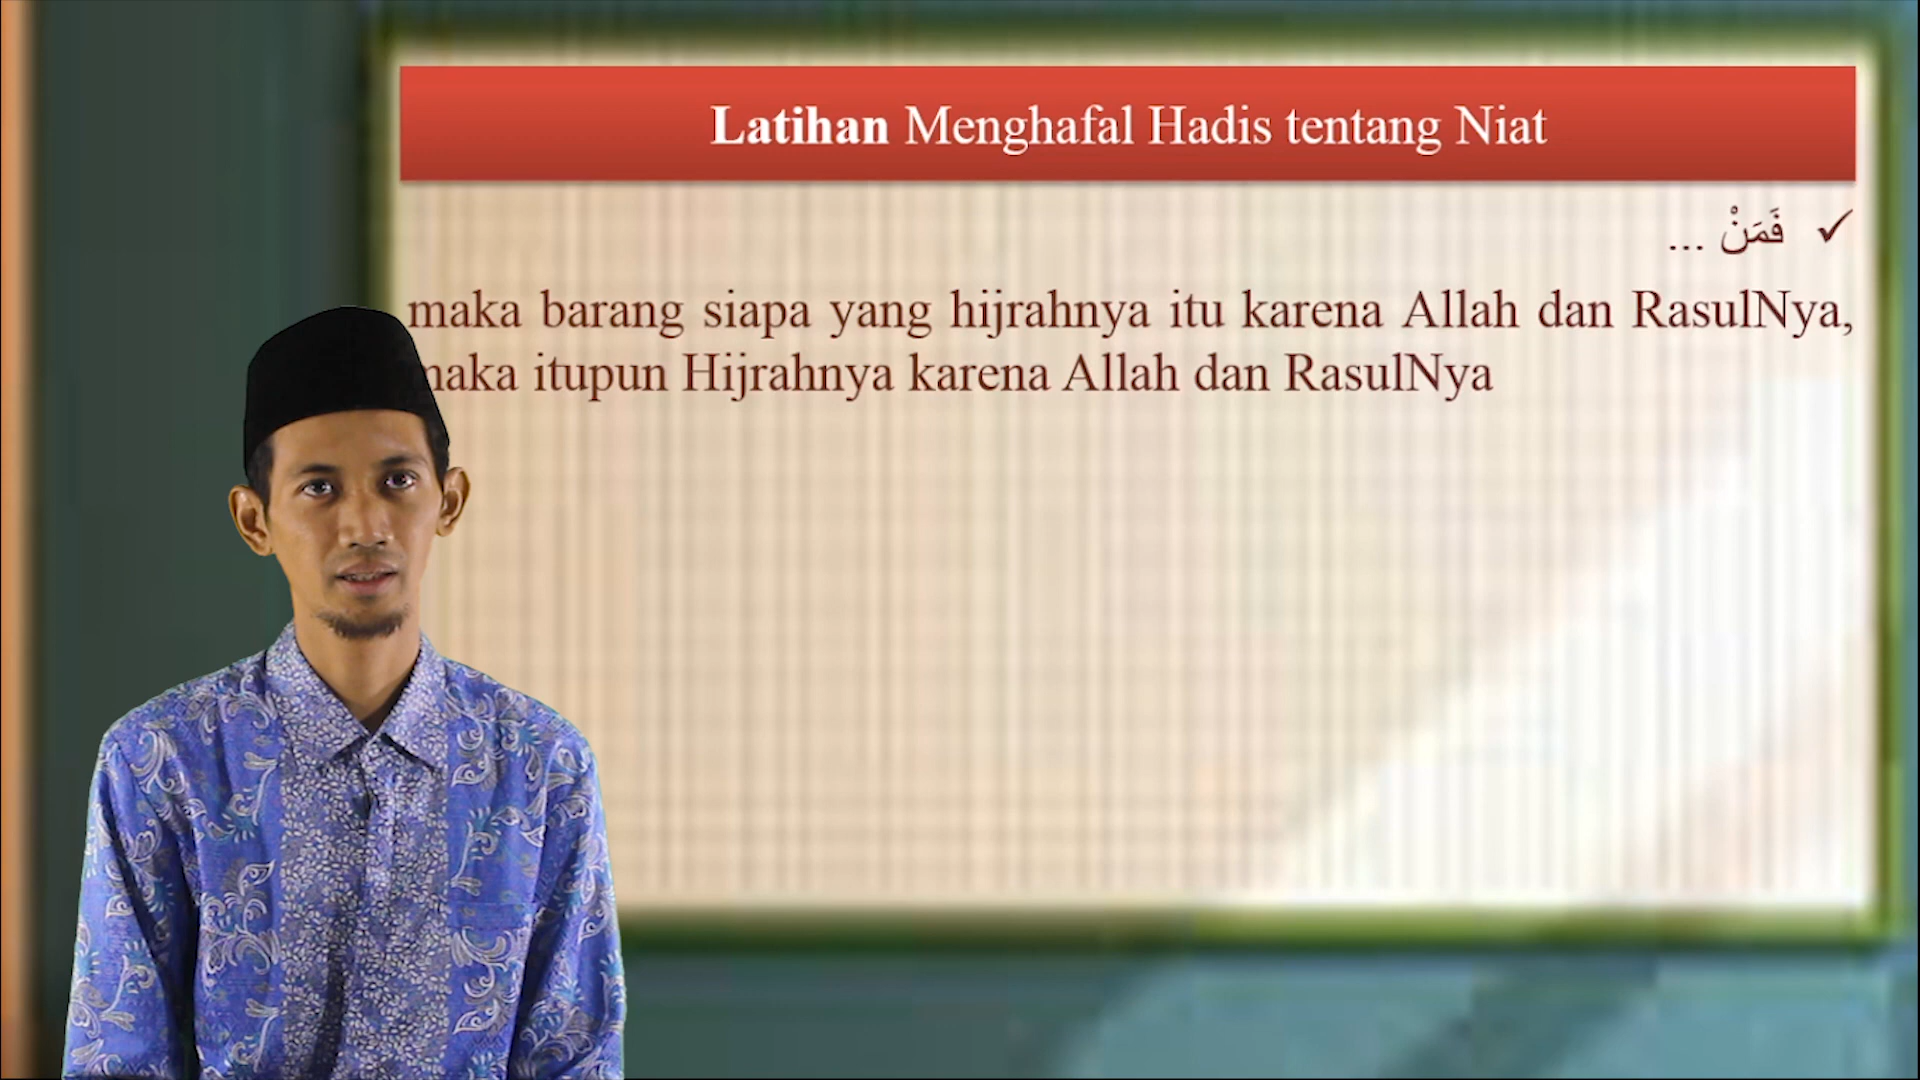 Latihan Menghafal Hadis tentang Niat
✓ فَمَنْ ...
maka barang siapa yang hijrahnya itu karena Allah dan RasulNya,
maka itupun Hijrahnya karena Allah dan RasulNya